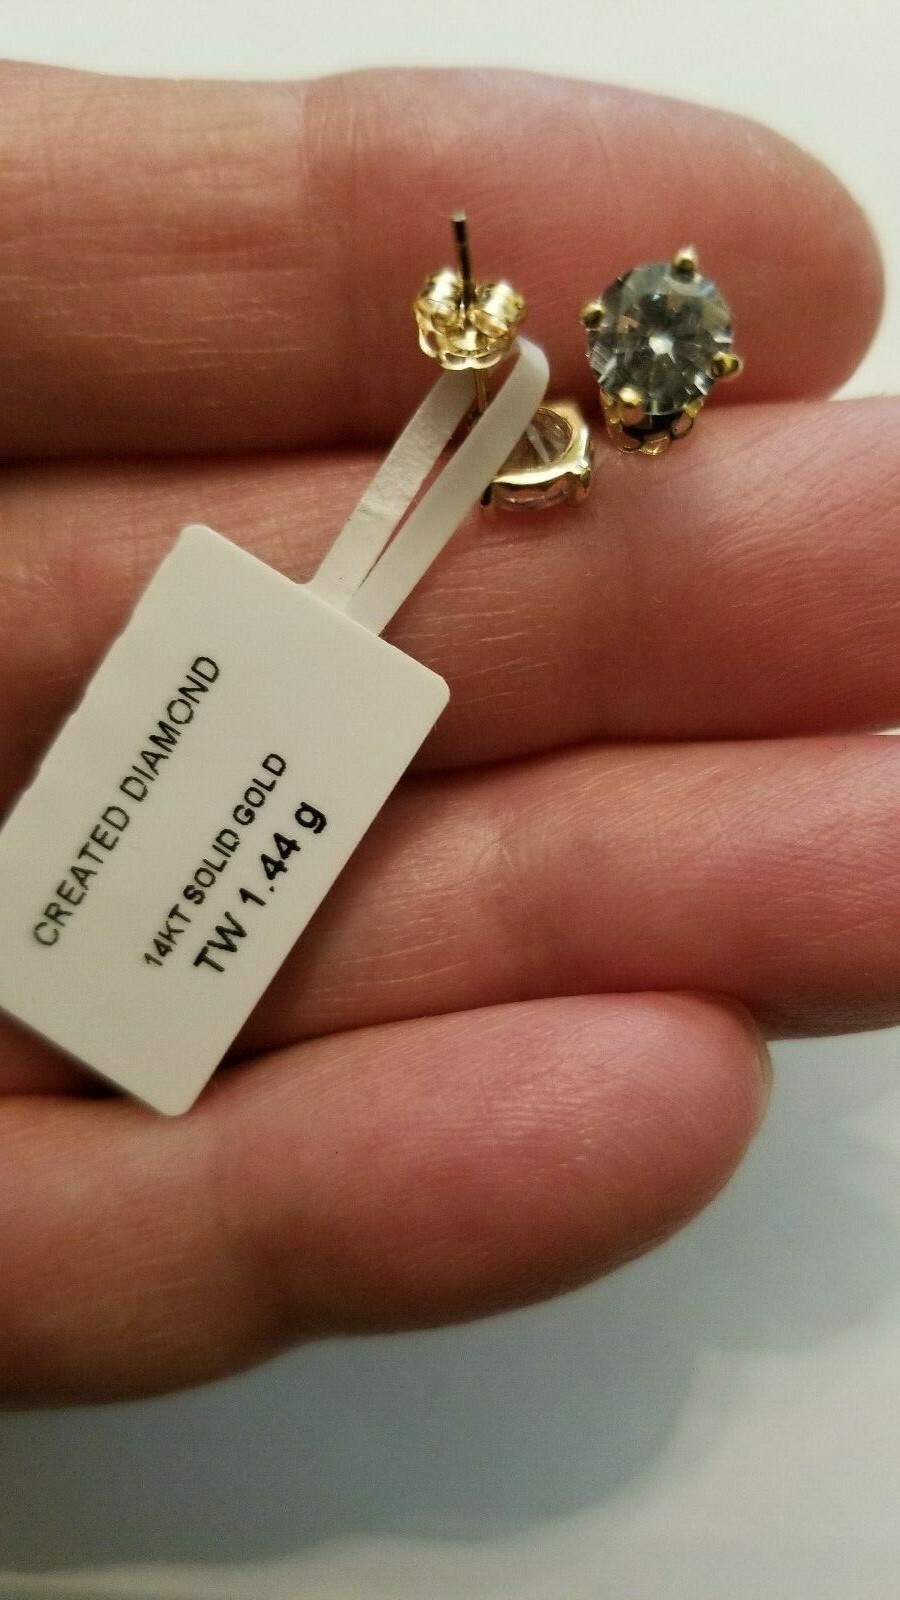 CREATED DIAMOND
14KT SOLID GOLD
TW 1.44 g